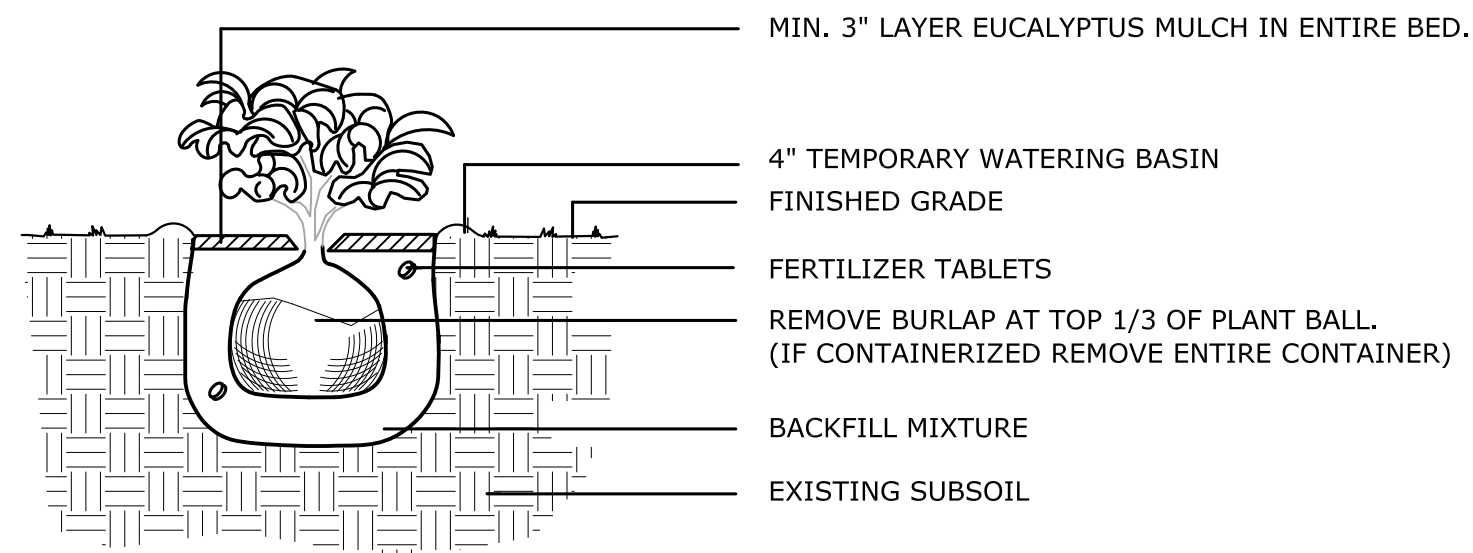 MIN. 3" LAYER EUCALYPTUS MULCH IN ENTIRE BED.
4" TEMPORARY WATERING BASIN
FINISHED GRADE
FERTILIZER TABLETS
REMOVE BURLAP AT TOP 1/3 OF PLANT BALL.
(IF CONTAINERIZED REMOVE ENTIRE CONTAINER)
BACKFILL MIXTURE
EXISTING SUBSOIL